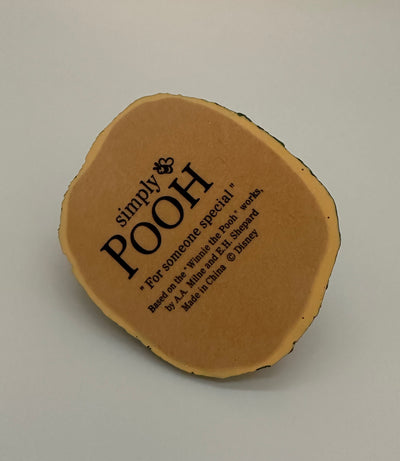 simply
POOH
"For someone special"
Based on the "Winnie the Pooh" works,
by A.A. Milne and E.H. Shepard
Made in China © Disney